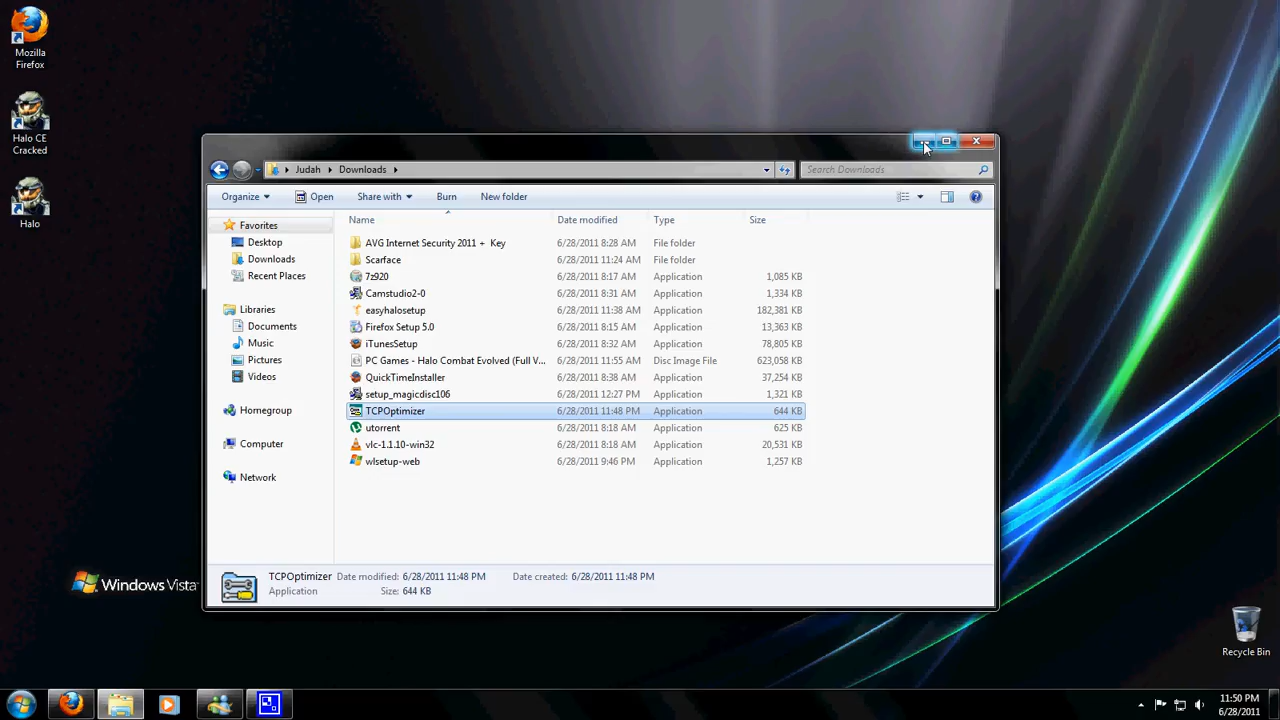 Mozilla
Firefox
Halo CE
Cracked
Halo
Judah Downloads
Search Downloads
Organize Open Share with Burn New folder
Name Date modified Type Size
Favorites
Desktop
Downloads
Recent Places
Libraries
Documents
Music
Pictures
Videos
Homegroup
Computer
Network
AVG Internet Security 2011 + Key 6/28/2011 8:28 AM File folder
Scarface 6/28/2011 11:24 AM File folder
7z920 6/28/2011 8:17 AM Application 1,085 KB
Camstudio2-0 6/28/2011 8:31 AM Application 1,334 KB
easyhalosetup 6/28/2011 11:38 AM Application 182,381 KB
Firefox Setup 5.0 6/28/2011 8:15 AM Application 13,363 KB
iTunesSetup 6/28/2011 8:32 AM Application 78,805 KB
PC Games - Halo Combat Evolved (Full V... 6/28/2011 11:55 AM Disc Image File 623,058 KB
QuickTimeInstaller 6/28/2011 8:38 AM Application 37,254 KB
setup_magicdisc106 6/28/2011 12:27 PM Application 1,321 KB
TCPOptimizer 6/28/2011 11:48 PM Application 644 KB
utorrent 6/28/2011 8:18 AM Application 625 KB
vlc-1.1.10-win32 6/28/2011 8:18 AM Application 20,531 KB
wlsetup-web 6/28/2011 9:46 PM Application 1,257 KB
TCPOptimizer Date modified: 6/28/2011 11:48 PM Date created: 6/28/2011 11:48 PM
Application Size: 644 KB
Windows Vista
Recycle Bin
11:50 PM
6/28/2011